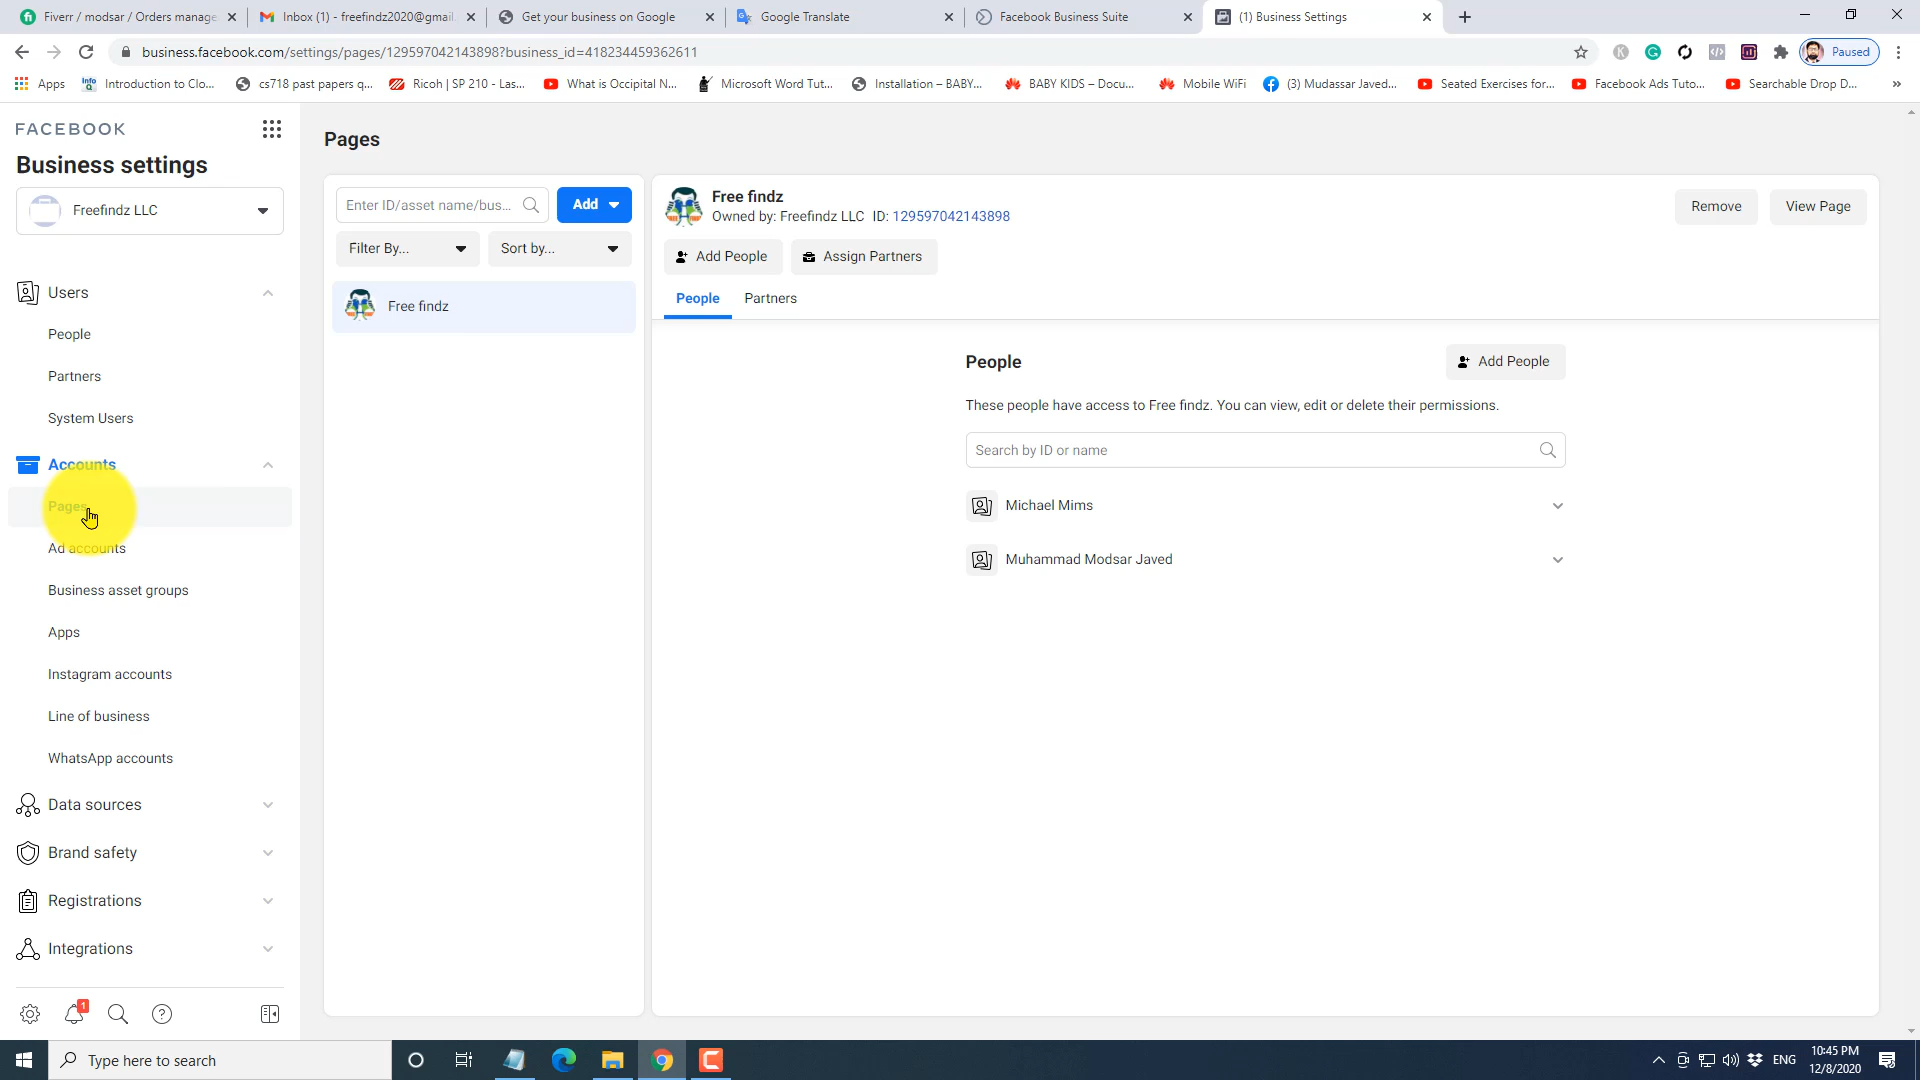 Fiverr / modsar / Orders manage
Inbox (1) - freefindz2020@gmail.
Get your business on Google
Google Translate
Facebook Business Suite
(1) Business Settings
business.facebook.com/settings/pages/129597042143898?business_id=418234459362611
Paused
Apps
Introduction to Clo...
cs718 past papers q...
Ricoh | SP 210 - Las...
What is Occipital N...
Microsoft Word Tut...
Installation – BABY...
BABY KIDS – Docu...
Mobile WiFi
(3) Mudassar Javed...
Seated Exercises for...
Facebook Ads Tuto...
Searchable Drop D...
»
FACEBOOK
Business settings
Freefindz LLC
Users
People
Partners
System Users
Accounts
Pages
Ad accounts
Business asset groups
Apps
Instagram accounts
Line of business
WhatsApp accounts
Data sources
Brand safety
Registrations
Integrations
1
Pages
Enter ID/asset name/bus...
Add
Filter By...
Sort by...
Free findz
Free findz
Owned by: Freefindz LLC ID: 129597042143898
Remove
View Page
Add People
Assign Partners
People
Partners
People
Add People
These people have access to Free findz. You can view, edit or delete their permissions.
Search by ID or name
Michael Mims
Muhammad Modsar Javed
Type here to search
ENG
10:45 PM
12/8/2020